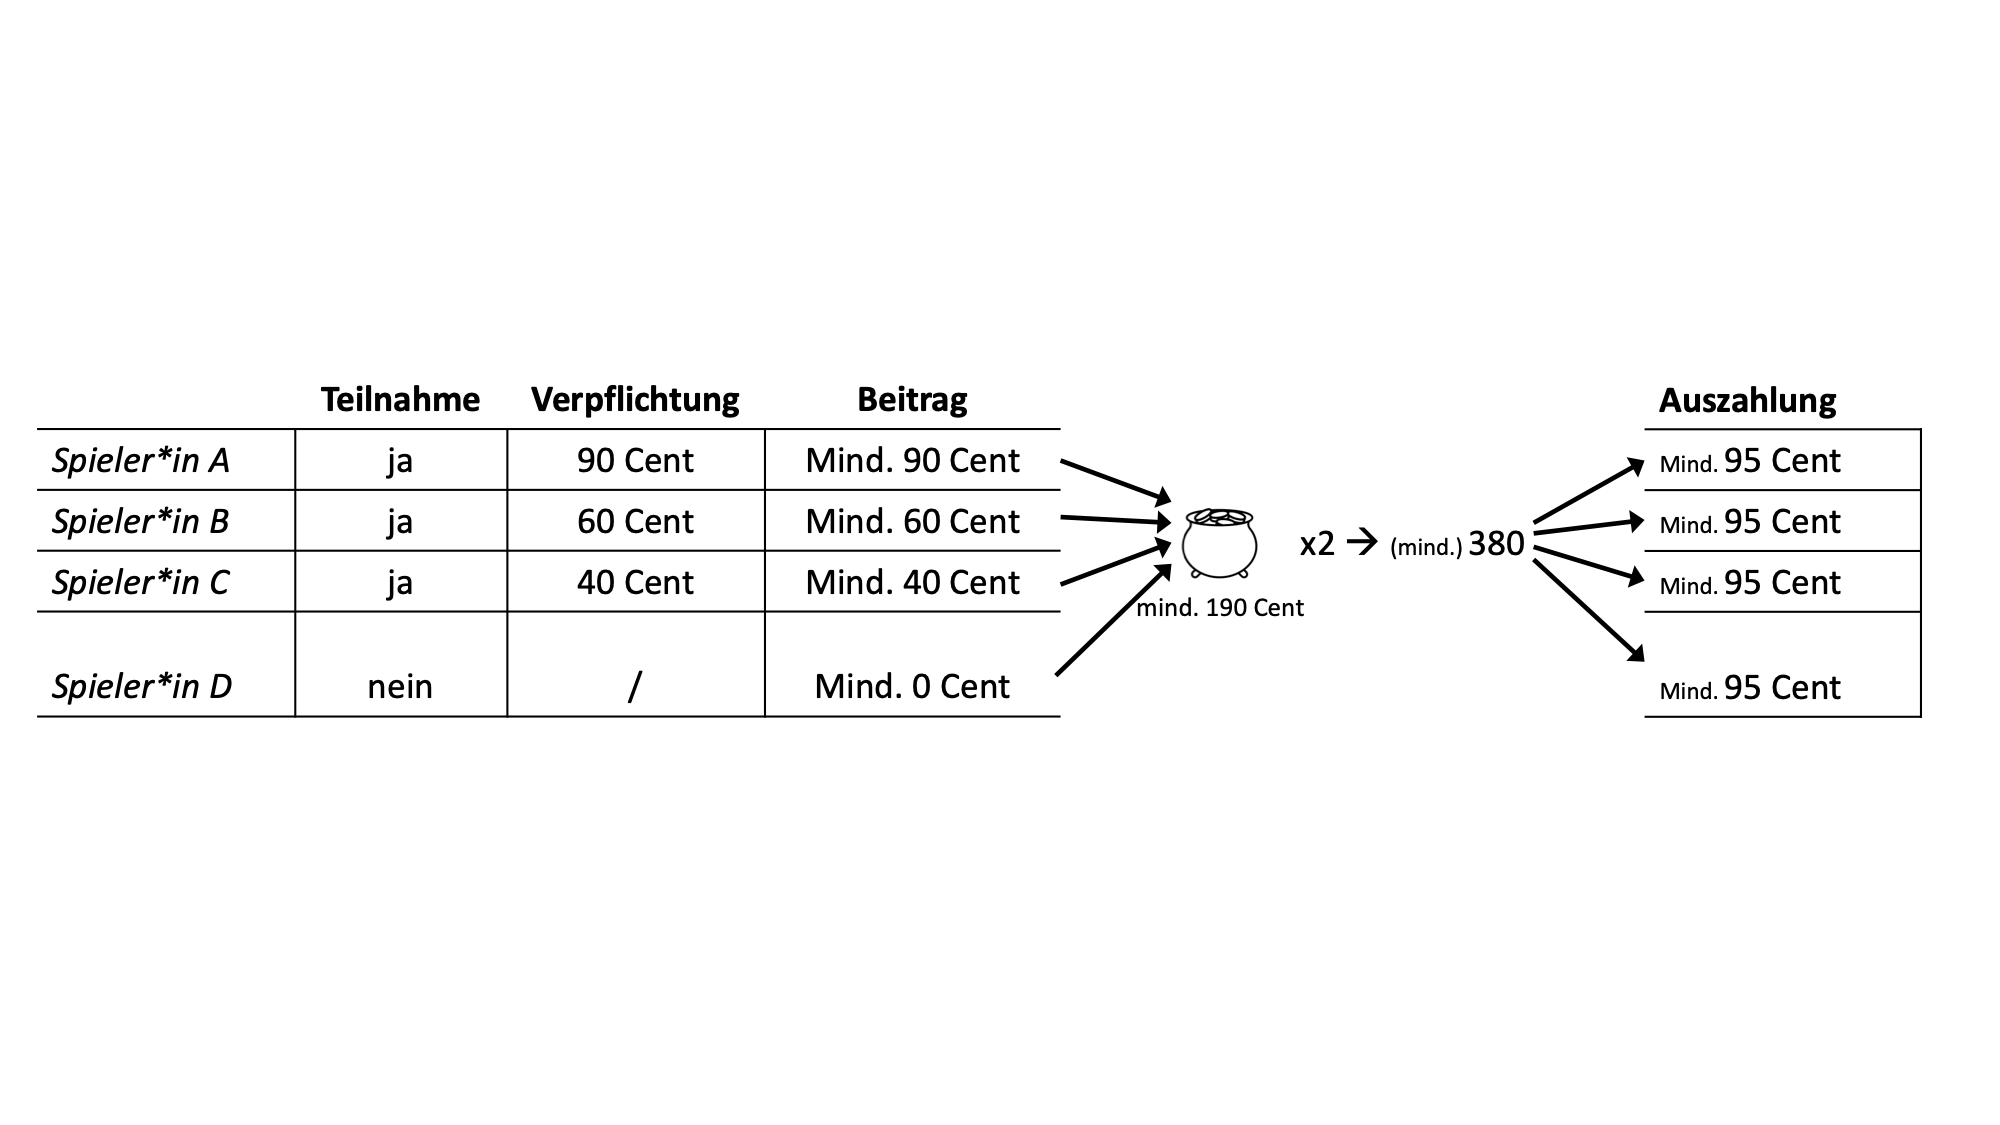 Teilnahme Verpflichtung Beitrag Auszahlung
Spieler*in A ja 90 Cent Mind. 90 Cent Mind. 95 Cent
Spieler*in B ja 60 Cent Mind. 60 Cent Mind. 95 Cent
x2 → (mind.) 380
Spieler*in C ja 40 Cent Mind. 40 Cent Mind. 95 Cent
mind. 190 Cent
Spieler*in D nein / Mind. 0 Cent Mind. 95 Cent